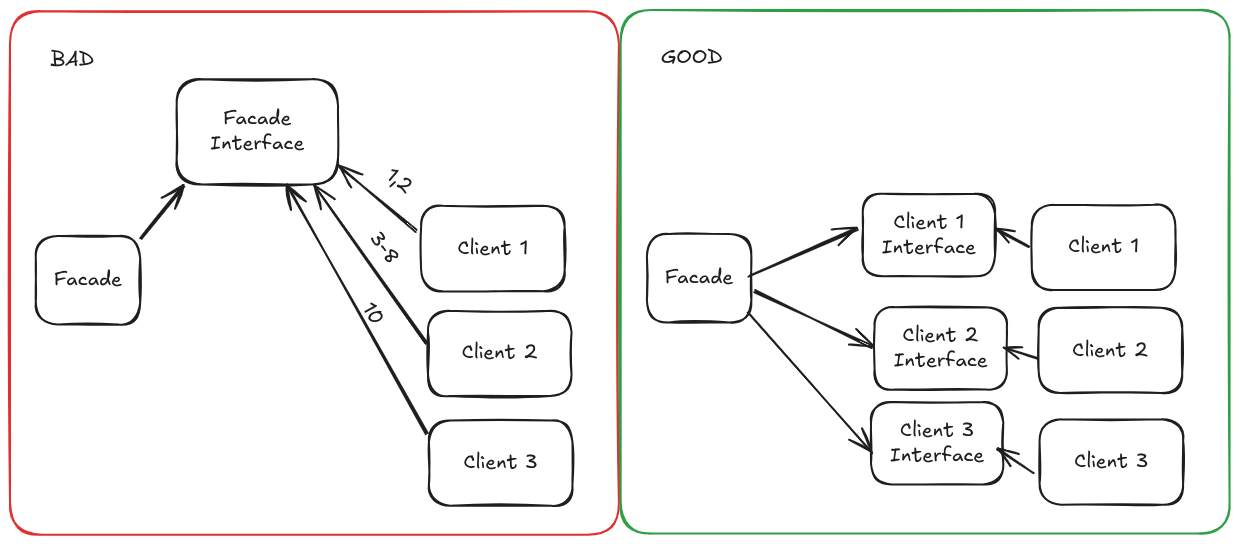 BAD
Facade
Interface
1,2
3-8
10
Facade
Client 1
Client 2
Client 3
GOOD
Facade
Client 1
Interface
Client 1
Client 2
Interface
Client 2
Client 3
Interface
Client 3